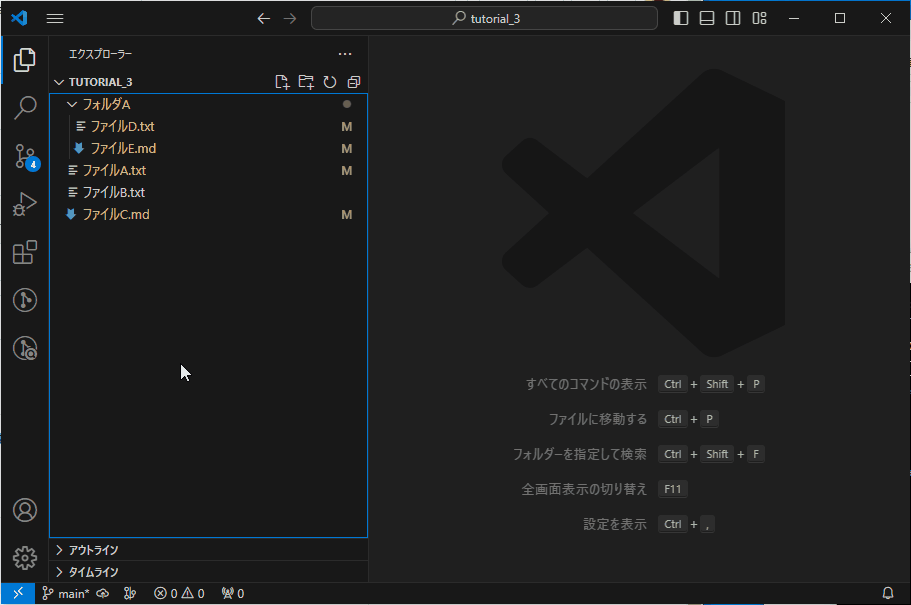 tutorial_3
エクスプローラー
TUTORIAL_3
フォルダA
ファイルD.txt M
ファイルE.md M
ファイルA.txt M
ファイルB.txt
ファイルC.md M
4
すべてのコマンドの表示 Ctrl + Shift + P
ファイルに移動する Ctrl + P
フォルダーを指定して検索 Ctrl + Shift + F
全画面表示の切り替え F11
設定を表示 Ctrl + ,
アウトライン
タイムライン
main* 0 0 0